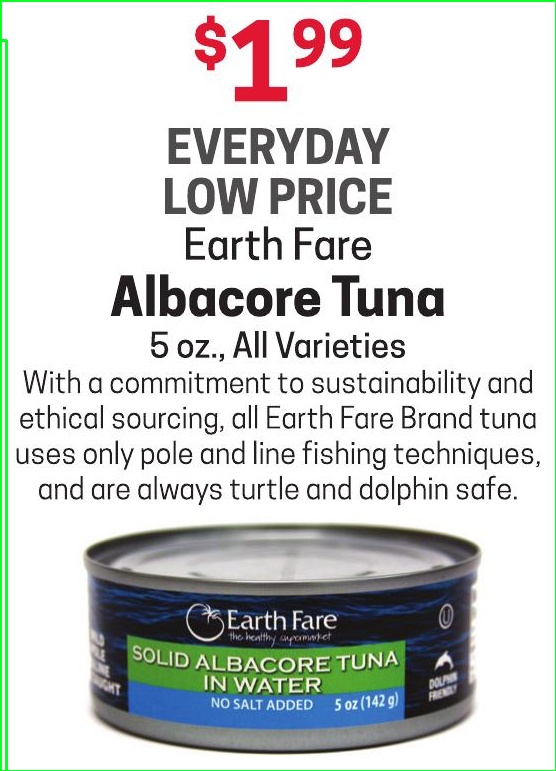 $1.99
EVERYDAY
LOW PRICE
Earth Fare
Albacore Tuna
5 oz., All Varieties
With a commitment to sustainability and
ethical sourcing, all Earth Fare Brand tuna
uses only pole and line fishing techniques,
and are always turtle and dolphin safe.
Earth Fare
the healthy supermarket
SOLID ALBACORE TUNA
IN WATER
NO SALT ADDED 5 oz (142 g)
U
DOLPHIN
FRIENDLY